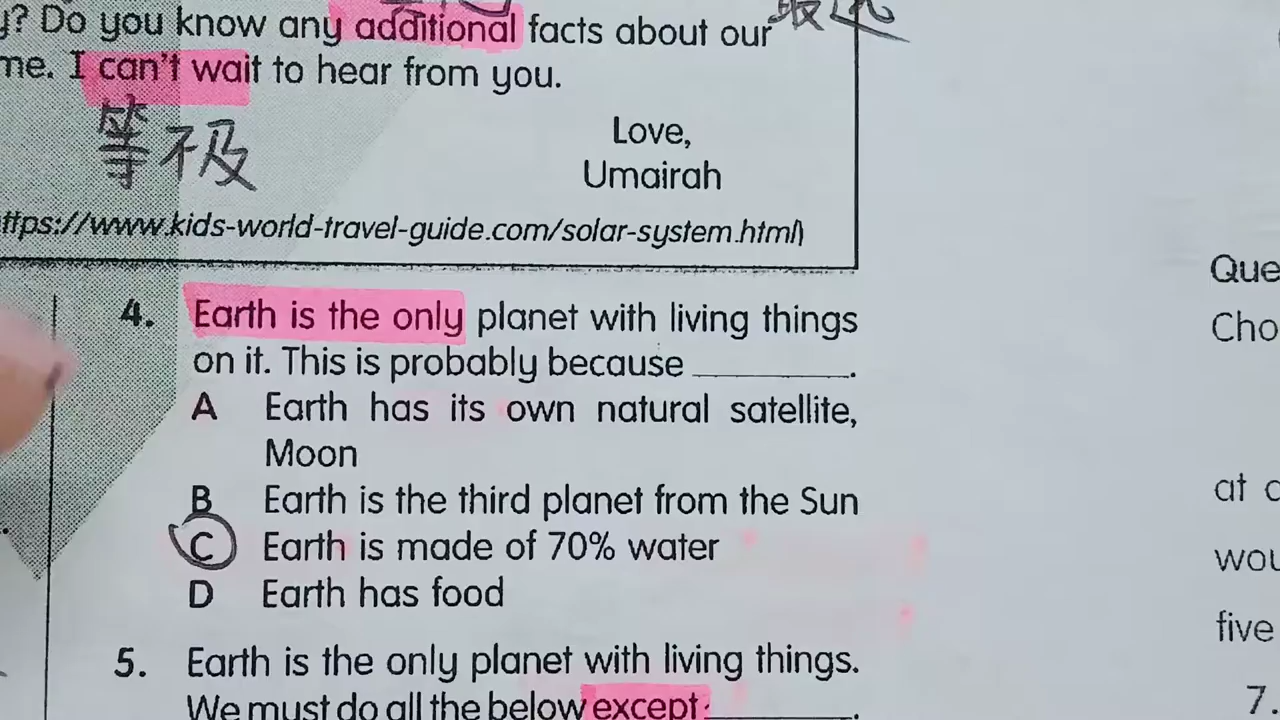 y? Do you know any additional facts about our
me. I can't wait to hear from you.
等不及
Love,
Umairah
ttps://www.kids-world-travel-guide.com/solar-system.html)
4. Earth is the only planet with living things
on it. This is probably because ________.
A Earth has its own natural satellite,
Moon
B Earth is the third planet from the Sun
C Earth is made of 70% water
D Earth has food
5. Earth is the only planet with living things.
We must do all the below except ________.
Que
Cho
at
wou
five
7.